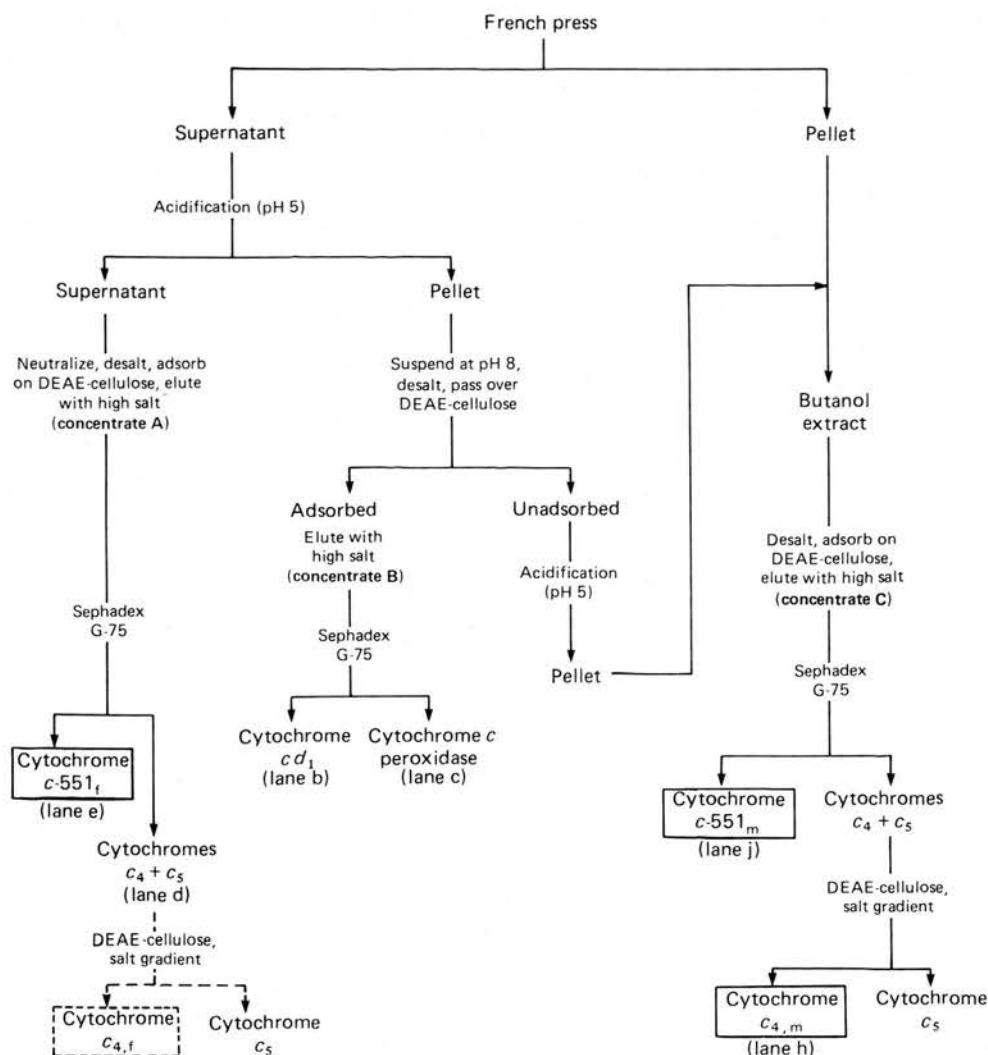 French press
Supernatant
Pellet
Acidification (pH 5)
Supernatant
Pellet
Neutralize, desalt, adsorb
on DEAE-cellulose, elute
with high salt
(concentrate A)
Suspend at pH 8,
desalt, pass over
DEAE-cellulose
Butanol
extract
Adsorbed
Unadsorbed
Elute with
high salt
(concentrate B)
Acidification
(pH 5)
Desalt, adsorb on
DEAE-cellulose,
elute with high salt
(concentrate C)
Sephadex
G-75
Sephadex
G-75
Pellet
Sephadex
G-75
Cytochrome
c-551f
(lane e)
Cytochrome
c d1
(lane b)
Cytochrome c
peroxidase
(lane c)
Cytochrome
c-551m
(lane j)
Cytochromes
c4 + c5
Cytochromes
c4 + c5
(lane d)
DEAE-cellulose,
salt gradient
DEAE-cellulose,
salt gradient
Cytochrome
c4,f
Cytochrome
c5
Cytochrome
c4,m
(lane h)
Cytochrome
c5